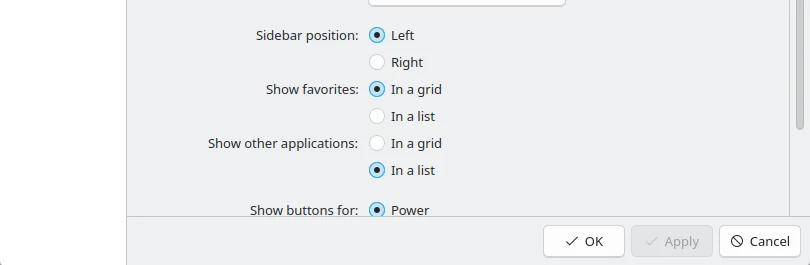 Sidebar position: Left
Right
Show favorites: In a grid
In a list
Show other applications: In a grid
In a list
Show buttons for: Power
OK Apply Cancel